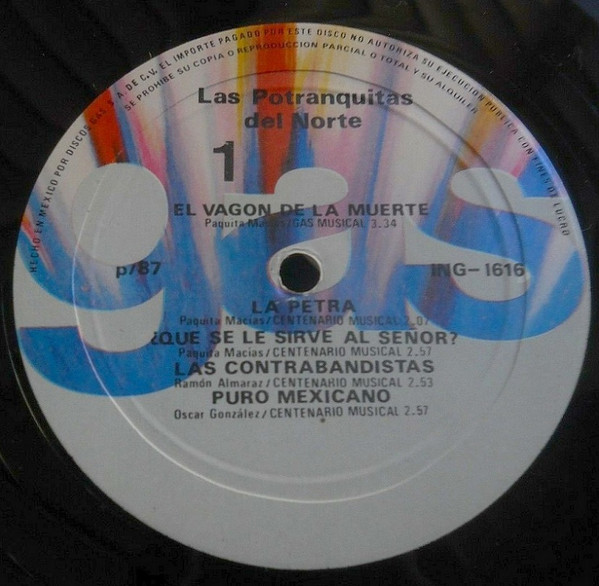 HECHO EN MEXICO POR DISCOS GAS, S.A. DE C.V. EL IMPORTE PAGADO POR ESTE DISCO NO AUTORIZA SU EJECUCION PUBLICA CON FINES DE LUCRO
SE PROHIBE SU COPIA O REPRODUCCION PARCIAL O TOTAL Y SU ALQUILER
Las Potranquitas
del Norte
1
gas
EL VAGON DE LA MUERTE
Paquita Macias/GAS MUSICAL 3.34
p/87
ING-1616
LA PETRA
Paquita Macias/CENTENARIO MUSICAL 2.07
¿QUE SE LE SIRVE AL SEÑOR?
Paquita Macias/CENTENARIO MUSICAL 2.57
LAS CONTRABANDISTAS
Ramón Almaraz/CENTENARIO MUSICAL 2.53
PURO MEXICANO
Oscar González/CENTENARIO MUSICAL 2.57